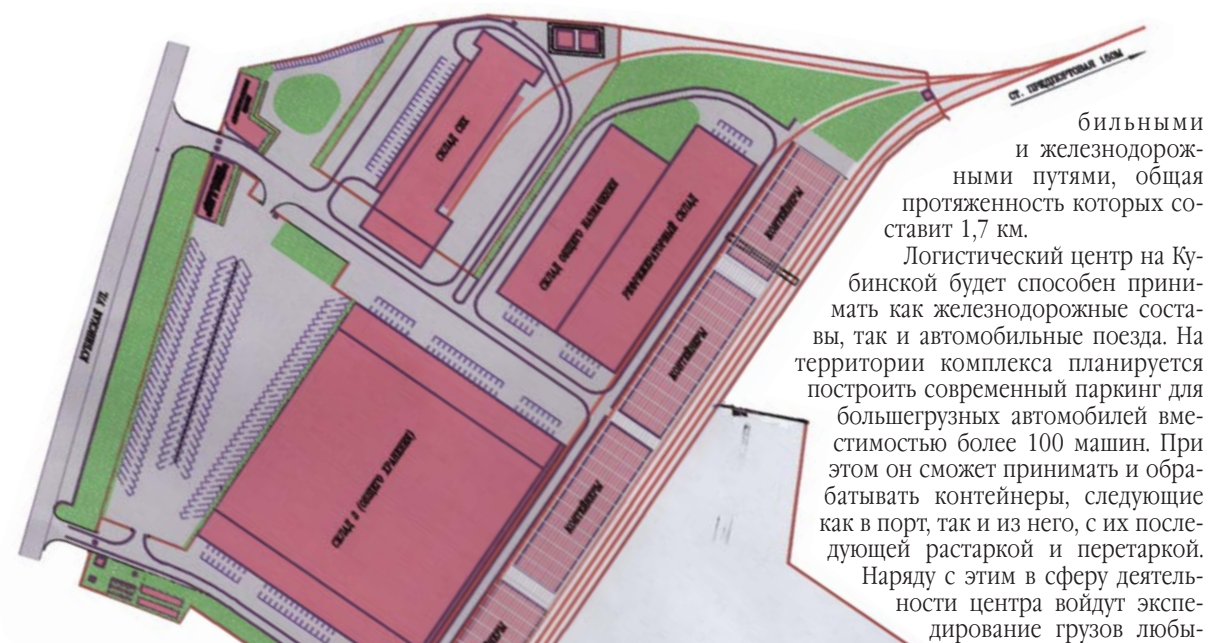 СТ. ПРЕДПОРТОВАЯ 150М
СКЛАД СВХ
СКЛАД ОБЩЕГО НАЗНАЧЕНИЯ
РЕФРИЖЕРАТОРНЫЙ СКЛАД
КОНТЕЙНЕРЫ
КОНТЕЙНЕРЫ
КОНТЕЙНЕРЫ
КУБИНСКАЯ УЛ.
СКЛАД В (ОБЩЕГО ХРАНЕНИЯ)
бильными
и железнодорож-
ными путями, общая
протяженность которых со-
ставит 1,7 км.
Логистический центр на Ку-
бинской будет способен прини-
мать как железнодорожные соста-
вы, так и автомобильные поезда. На
территории комплекса планируется
построить современный паркинг для
большегрузных автомобилей вме-
стимостью более 100 машин. При
этом он сможет принимать и обра-
батывать контейнеры, следующие
как в порт, так и из него, с их после-
дующей растаркой и перетаркой.
Наряду с этим в сферу деятель-
ности центра войдут экспе-
дирование грузов любы-